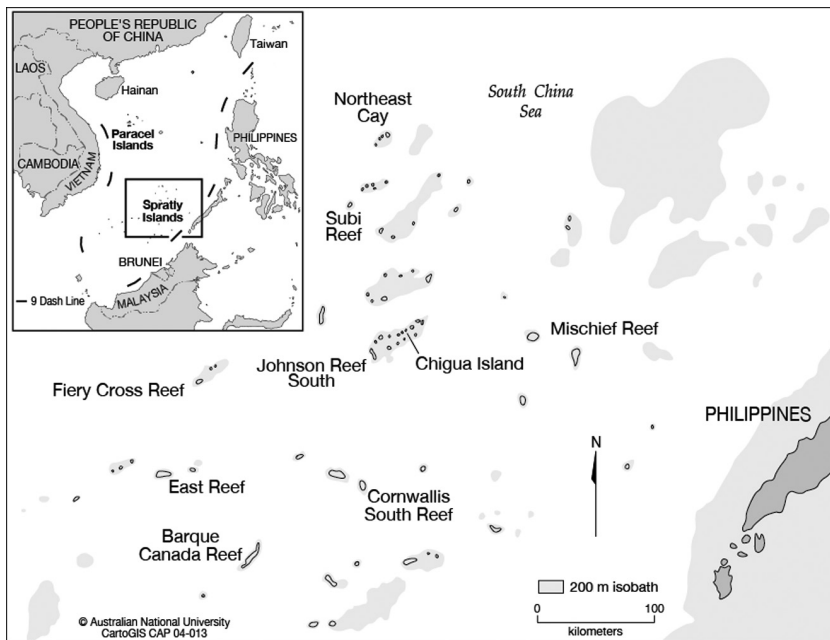 PEOPLE'S REPUBLIC
OF CHINA
Taiwan
LAOS
Hainan
Paracel
Islands
PHILIPPINES
CAMBODIA
VIETNAM
Spratly
Islands
BRUNEI
MALAYSIA
9 Dash Line
Northeast
Cay
South China
Sea
Subi
Reef
Mischief Reef
Johnson Reef
South
Chigua Island
Fiery Cross Reef
PHILIPPINES
N
East Reef
Cornwallis
South Reef
Barque
Canada Reef
200 m isobath
0 100
kilometers
© Australian National University
CartoGIS CAP 04-013